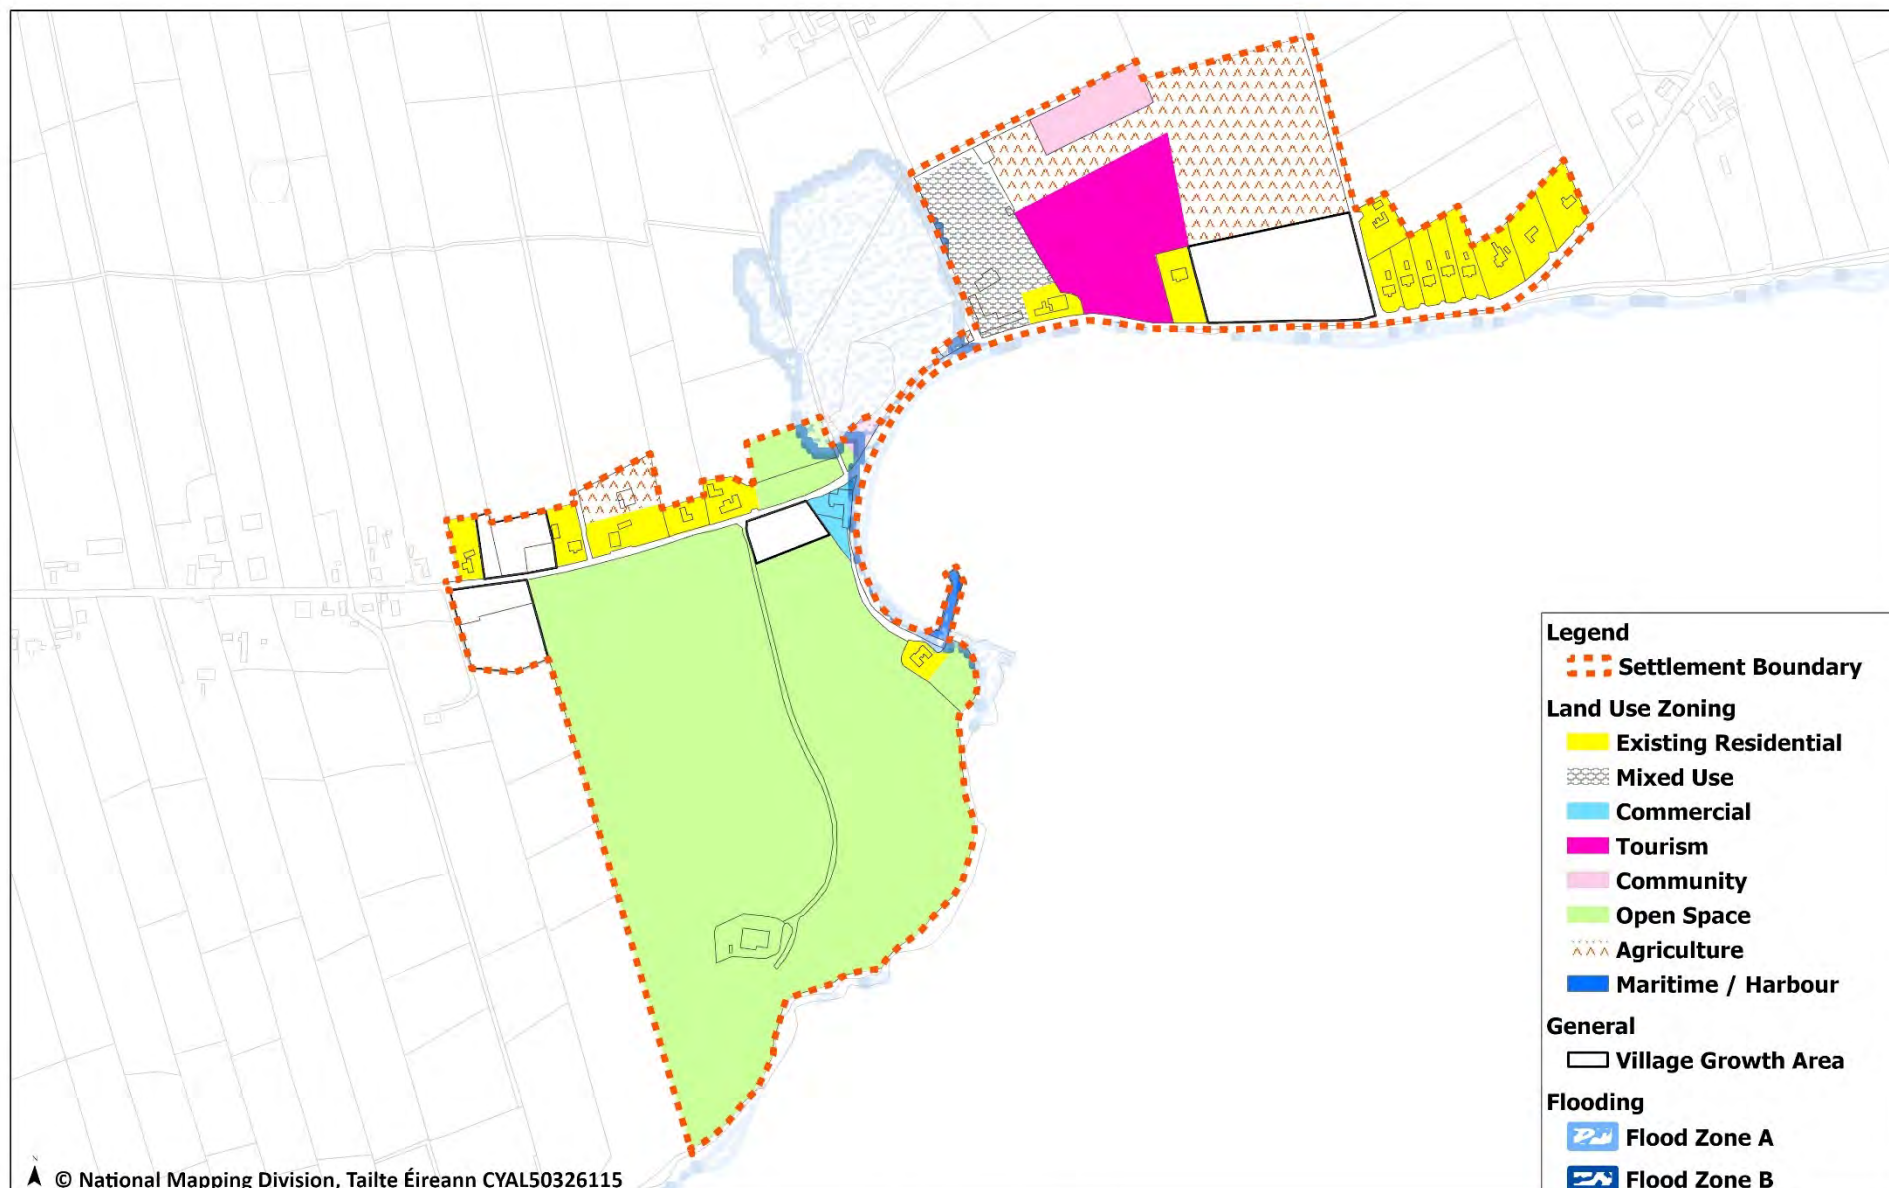 Legend
Settlement Boundary
Land Use Zoning
Existing Residential
Mixed Use
Commercial
Tourism
Community
Open Space
Agriculture
Maritime / Harbour
General
Village Growth Area
Flooding
Flood Zone A
Flood Zone B
N
© National Mapping Division, Tailte Éireann CYAL50326115